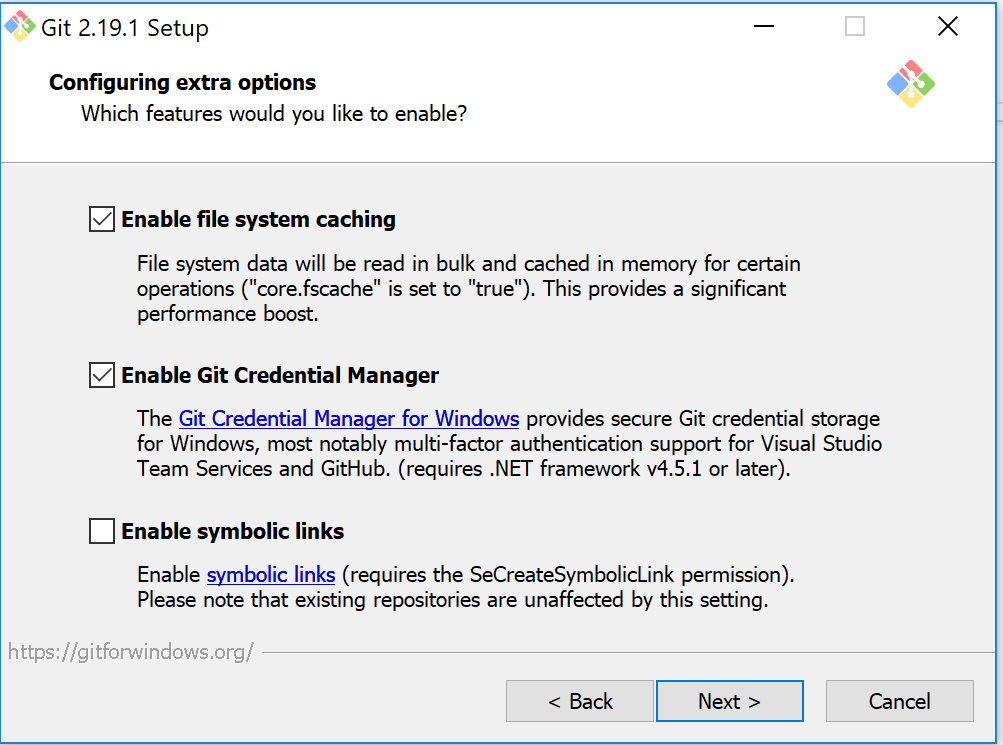 Git 2.19.1 Setup
Configuring extra options
Which features would you like to enable?
Enable file system caching
File system data will be read in bulk and cached in memory for certain
operations ("core.fscache" is set to "true"). This provides a significant
performance boost.
Enable Git Credential Manager
The Git Credential Manager for Windows provides secure Git credential storage
for Windows, most notably multi-factor authentication support for Visual Studio
Team Services and GitHub. (requires .NET framework v4.5.1 or later).
Enable symbolic links
Enable symbolic links (requires the SeCreateSymbolicLink permission).
Please note that existing repositories are unaffected by this setting.
https://gitforwindows.org/
< Back Next > Cancel